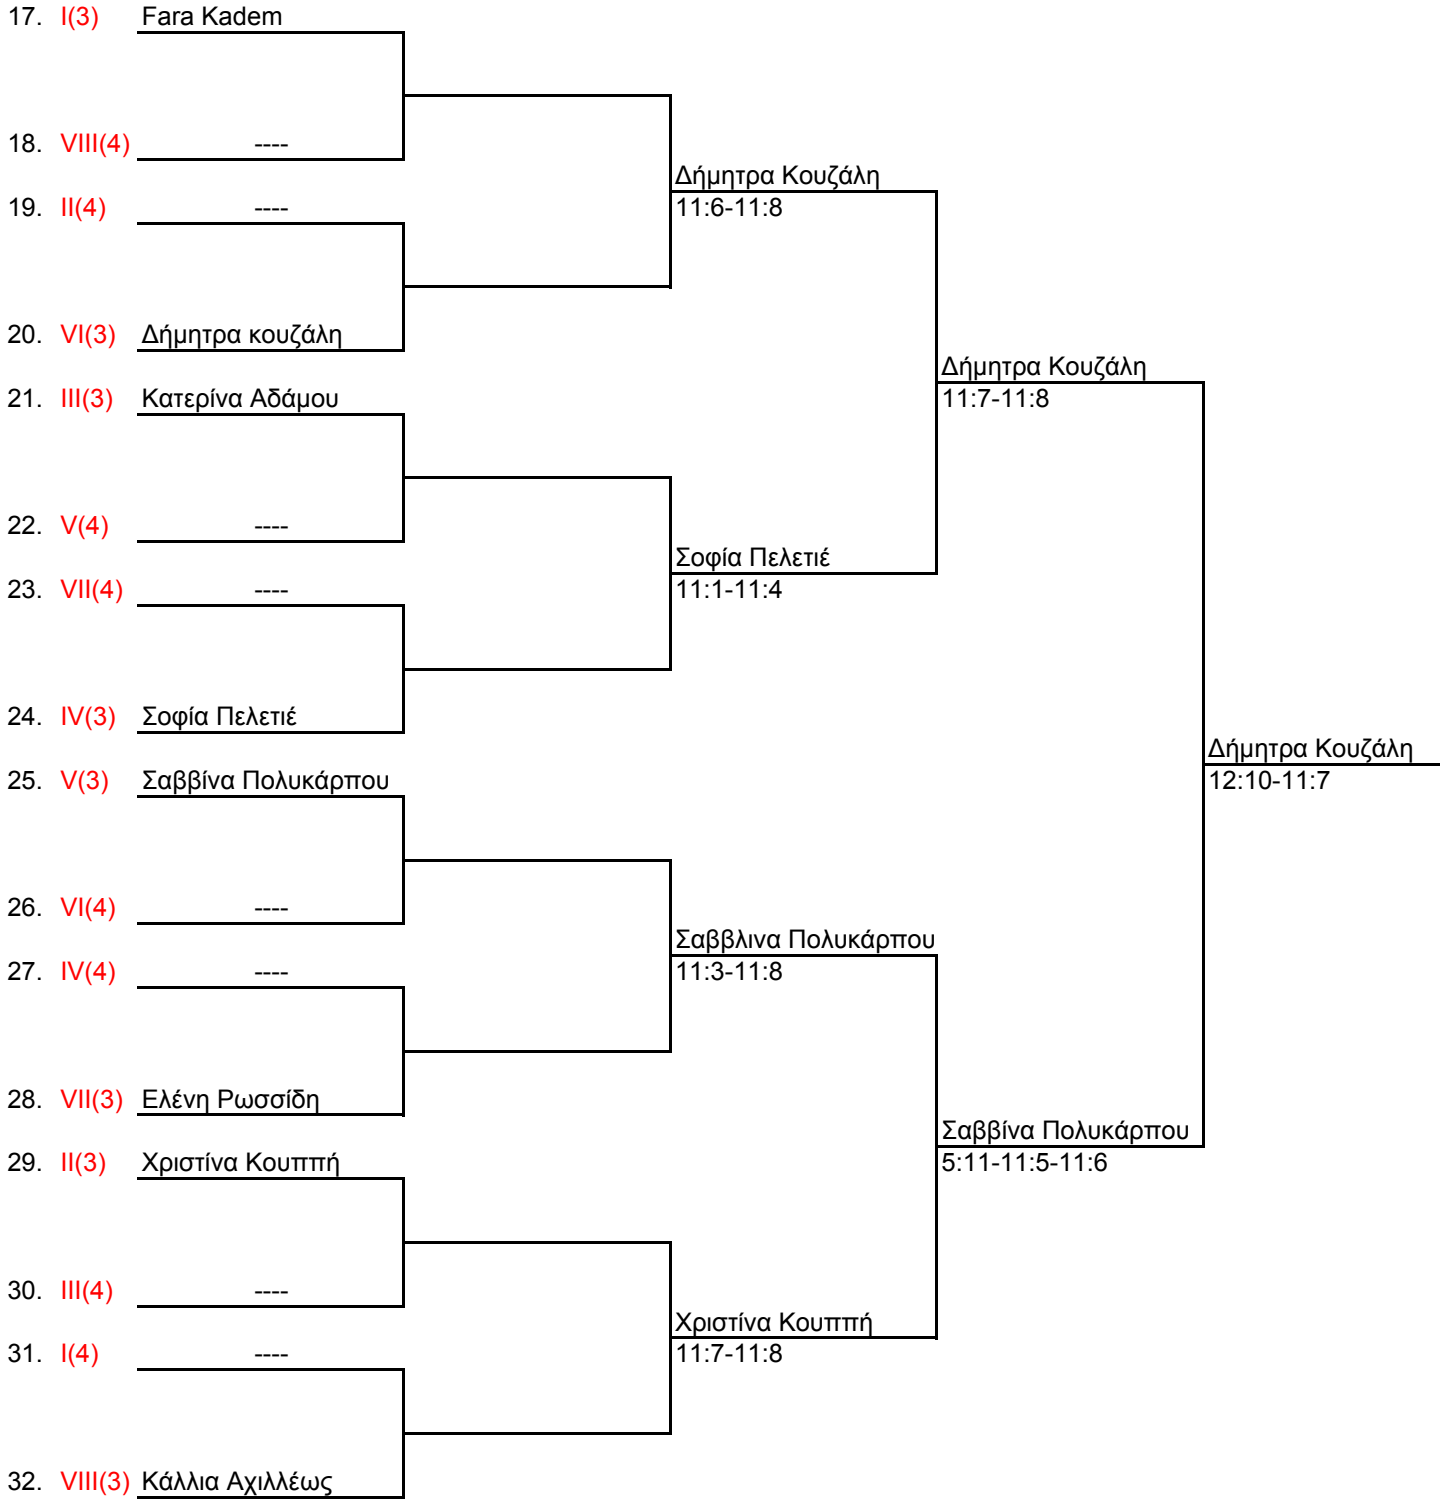 17. I(3) Fara Kadem
18. VIII(4) ----
Δήμητρα Κουζάλη
19. II(4) ----
11:6-11:8
20. VI(3) Δήμητρα κουζάλη
Δήμητρα Κουζάλη
21. III(3) Κατερίνα Αδάμου
11:7-11:8
22. V(4) ----
Σοφία Πελετιέ
23. VII(4) ----
11:1-11:4
24. IV(3) Σοφία Πελετιέ
Δήμητρα Κουζάλη
25. V(3) Σαββίνα Πολυκάρπου
12:10-11:7
26. VI(4) ----
Σαββλινα Πολυκάρπου
27. IV(4) ----
11:3-11:8
28. VII(3) Ελένη Ρωσσίδη
Σαββίνα Πολυκάρπου
29. II(3) Χριστίνα Κουππή
5:11-11:5-11:6
30. III(4) ----
Χριστίνα Κουππή
31. I(4) ----
11:7-11:8
32. VIII(3) Κάλλια Αχιλλέως